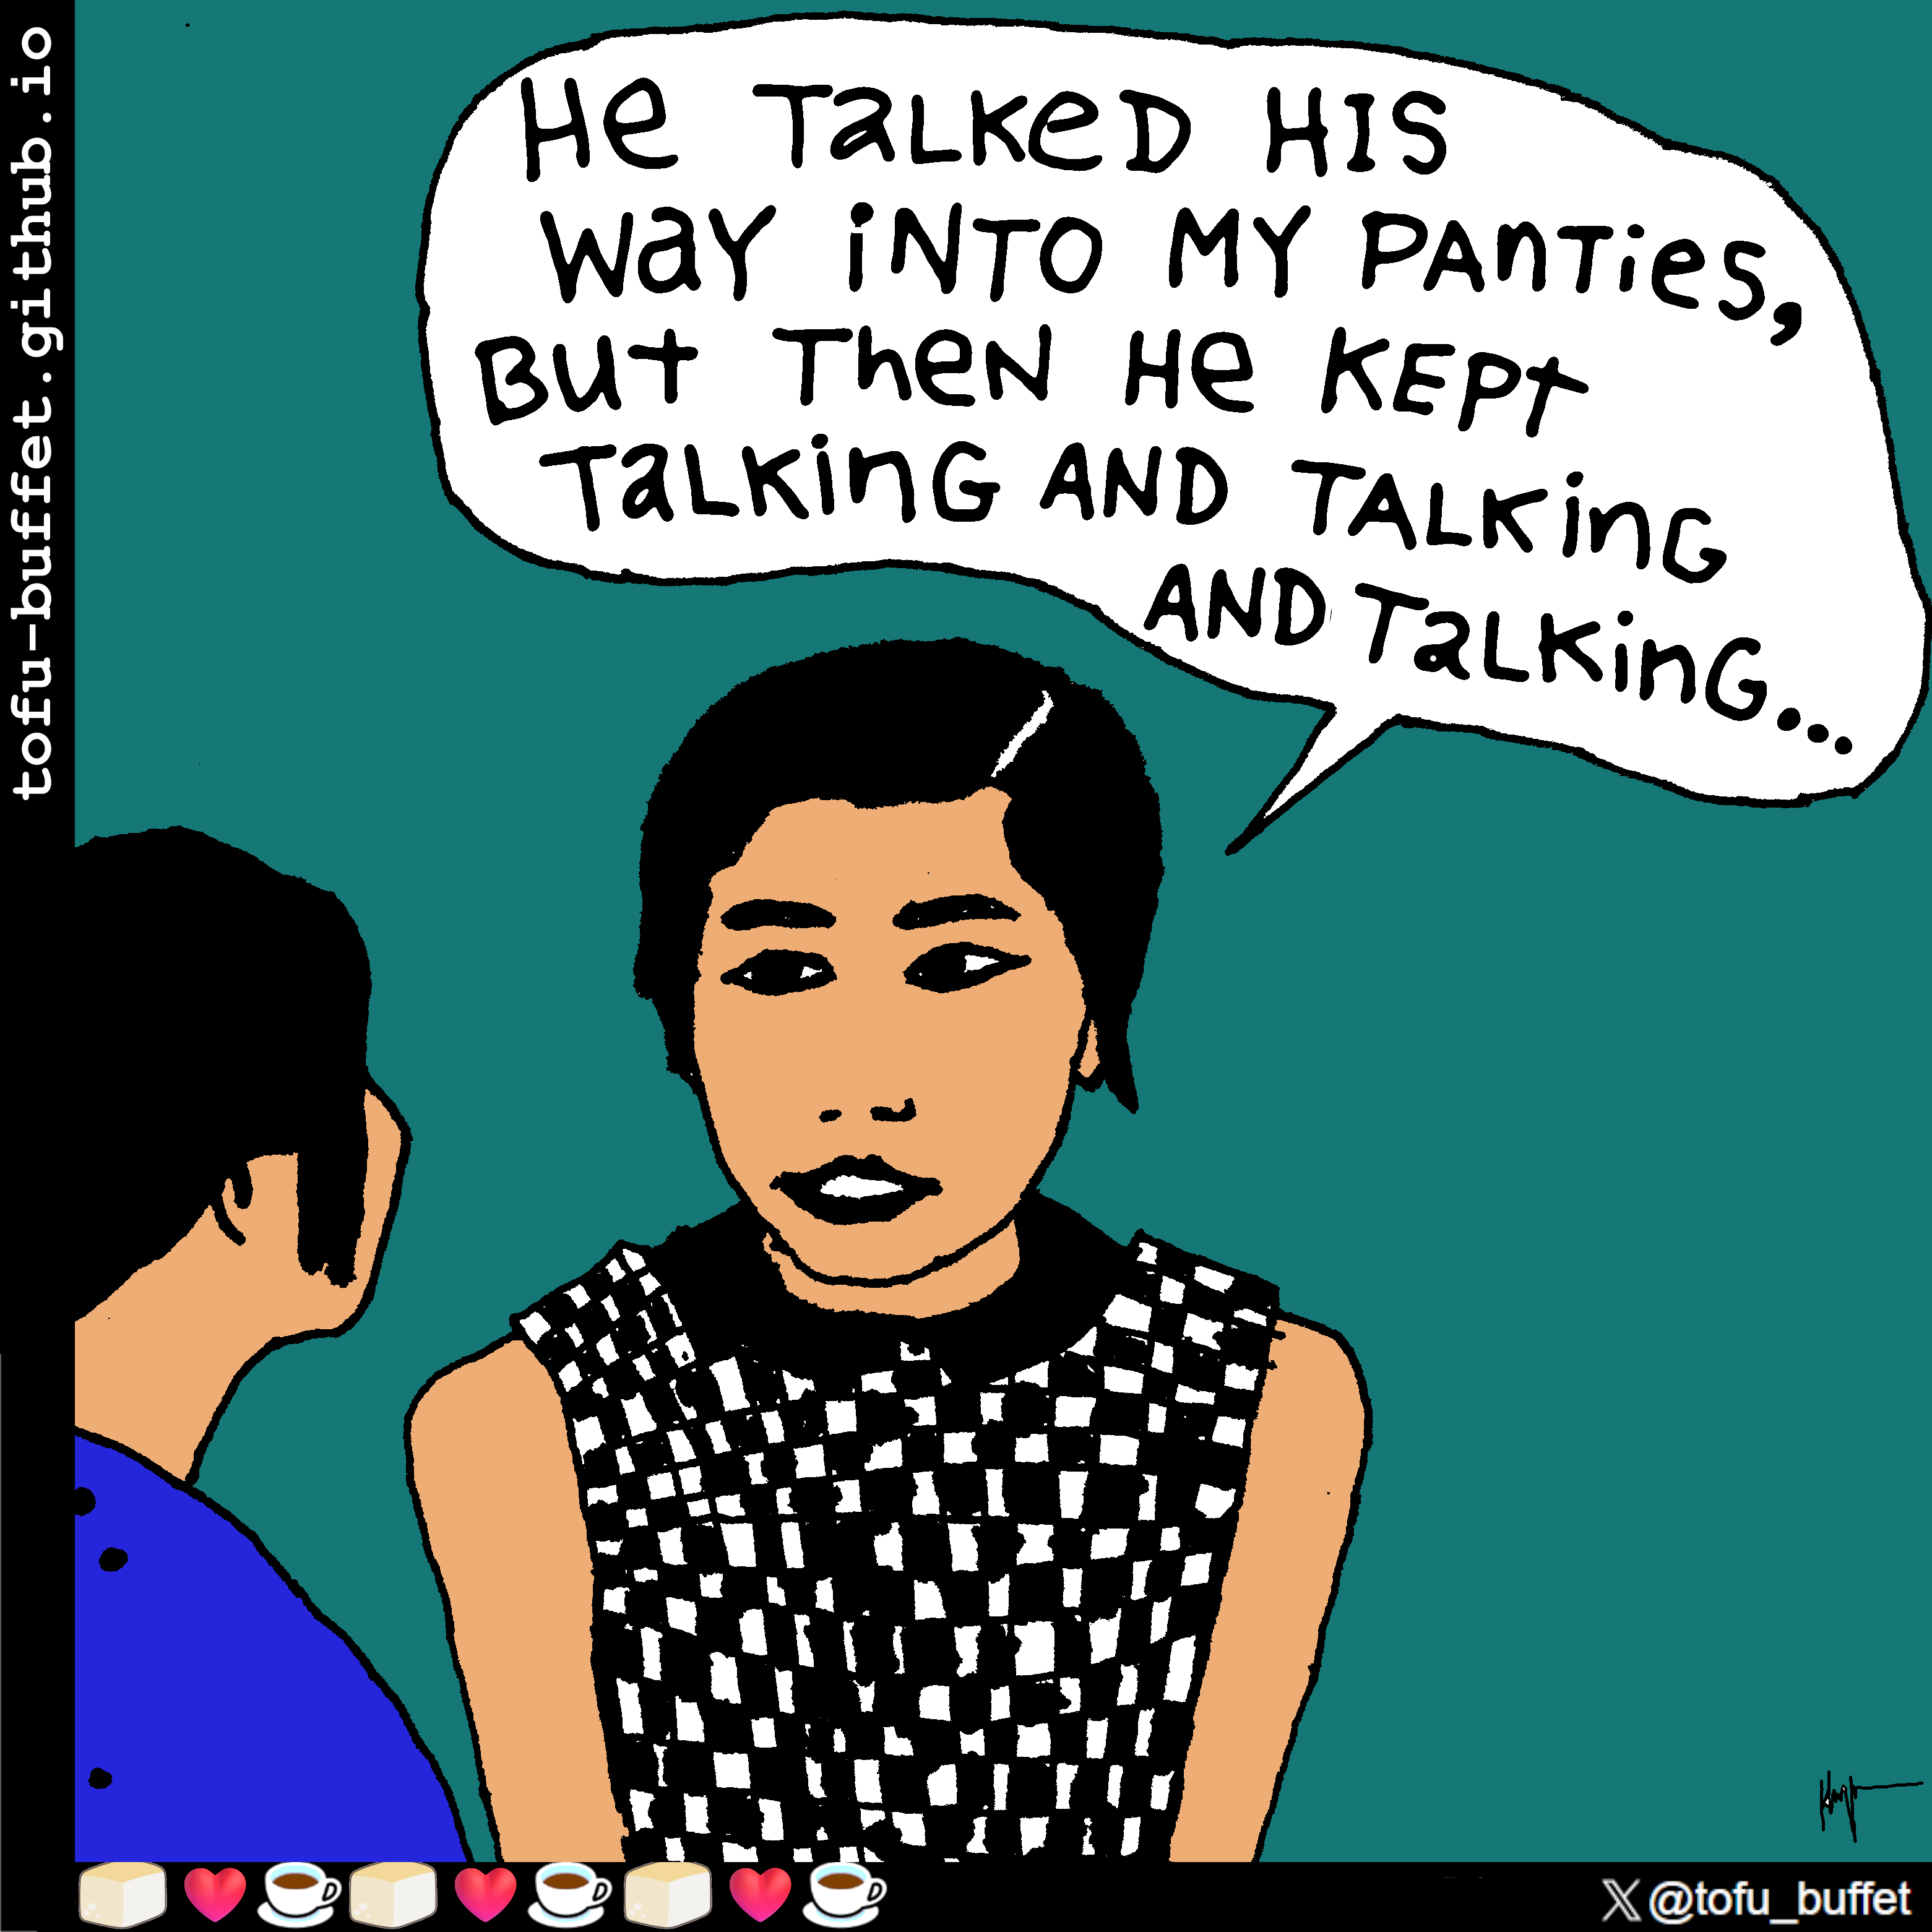 He TaLKeD HIS
WaY iNTO MY PAnTies,
BUt TheN He KEPt
TaLKinG AND TALKinG
AND TaLKinG...
tofu-buffet.github.io
𝕏 @tofu_buffet